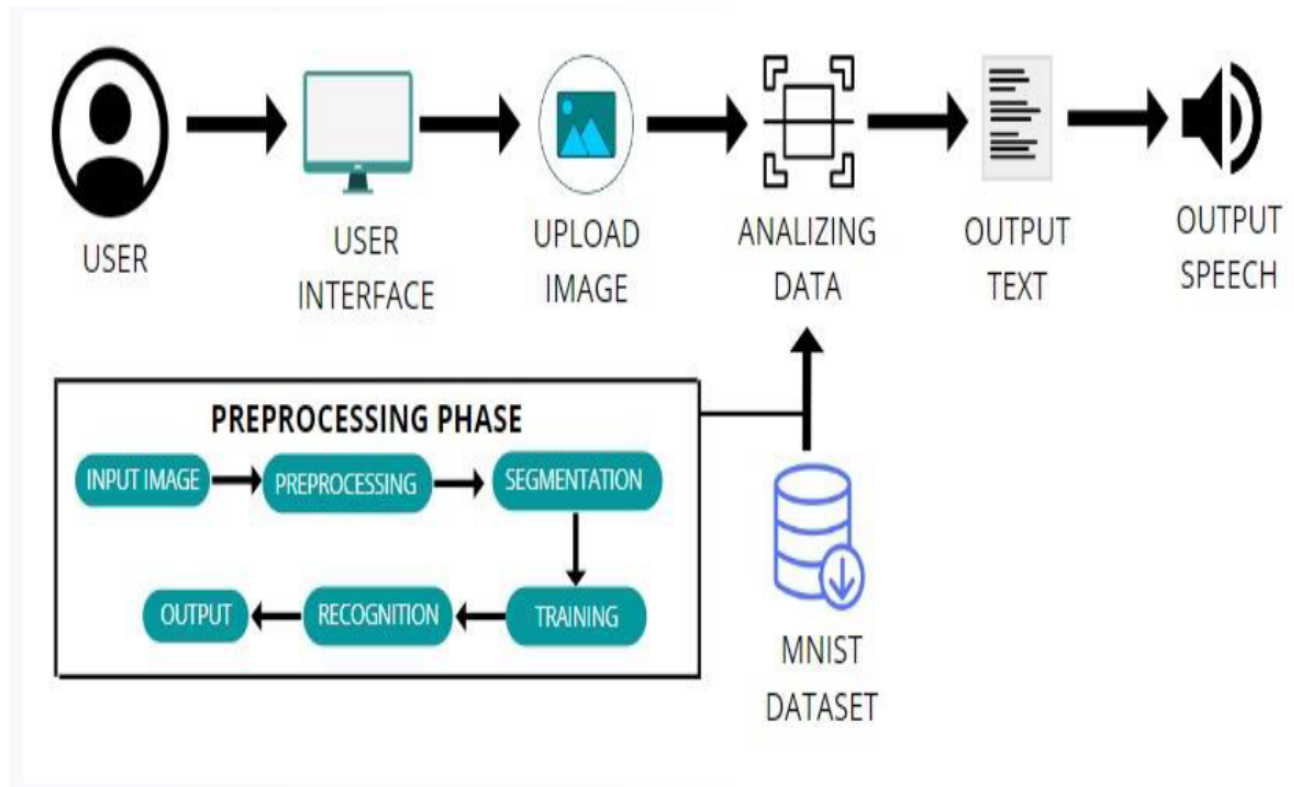 USER
USER
INTERFACE
UPLOAD
IMAGE
ANALIZING
DATA
OUTPUT
TEXT
OUTPUT
SPEECH
PREPROCESSING PHASE
INPUT IMAGE
PREPROCESSING
SEGMENTATION
OUTPUT
RECOGNITION
TRAINING
MNIST
DATASET